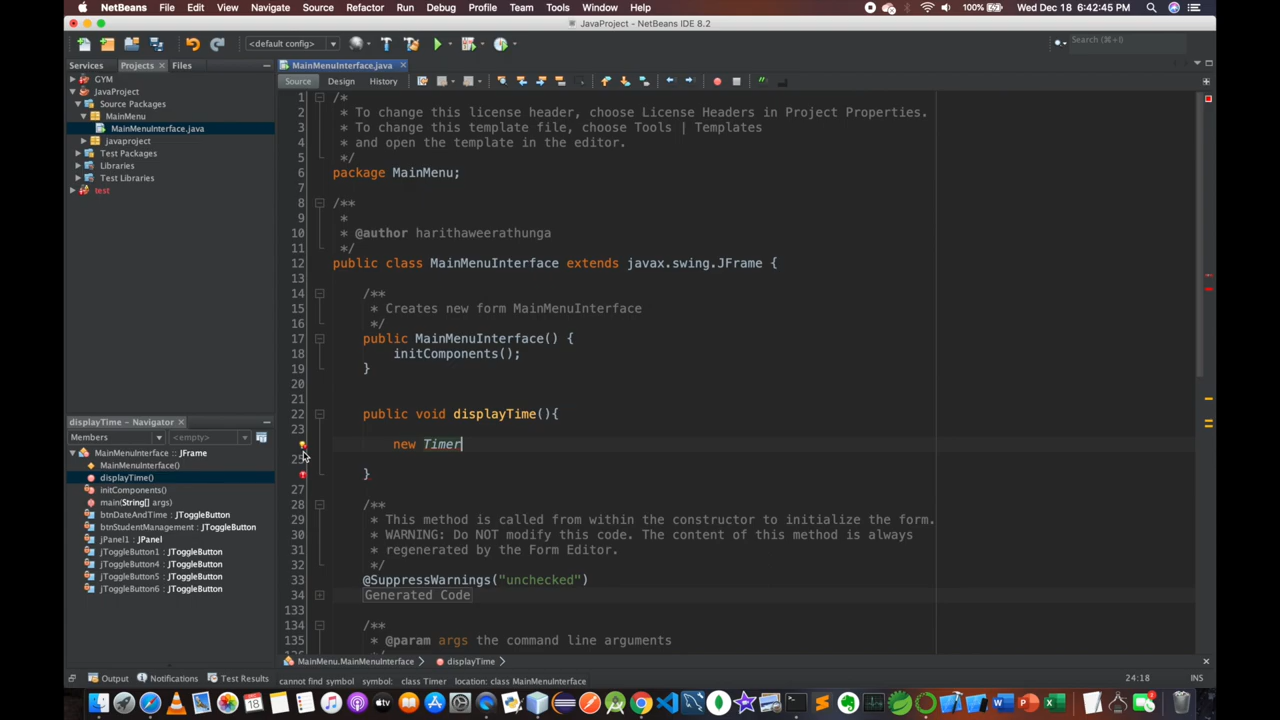 NetBeans File Edit View Navigate Source Refactor Run Debug Profile Team Tools Window Help 100% Wed Dec 18 6:42:45 PM
JavaProject - NetBeans IDE 8.2
<default config> Search (⌘+I)
Services Projects Files
GYM
JavaProject
Source Packages
MainMenu
MainMenuInterface.java
javaproject
Test Packages
Libraries
Test Libraries
test
displayTime - Navigator
Members <empty>
MainMenuInterface :: JFrame
MainMenuInterface()
displayTime()
initComponents()
main(String[] args)
btnDateAndTime : JToggleButton
btnStudentManagement : JToggleButton
jPanel1 : JPanel
jToggleButton1 : JToggleButton
jToggleButton4 : JToggleButton
jToggleButton5 : JToggleButton
jToggleButton6 : JToggleButton
MainMenuInterface.java
Source Design History
1 /*
2 * To change this license header, choose License Headers in Project Properties.
3 * To change this template file, choose Tools | Templates
4 * and open the template in the editor.
5 */
6 package MainMenu;
7
8 /**
9 *
10 * @author harithaweerathunga
11 */
12 public class MainMenuInterface extends javax.swing.JFrame {
13
14 /**
15 * Creates new form MainMenuInterface
16 */
17 public MainMenuInterface() {
18 initComponents();
19 }
20
21
22 public void displayTime(){
23
new Timer
25
}
27
28 /**
29 * This method is called from within the constructor to initialize the form.
30 * WARNING: Do NOT modify this code. The content of this method is always
31 * regenerated by the Form Editor.
32 */
33 @SuppressWarnings("unchecked")
34 Generated Code
133
134 /**
135 * @param args the command line arguments
MainMenu.MainMenuInterface displayTime
Output Notifications Test Results cannot find symbol symbol: class Timer location: class MainMenuInterface 24:18 INS